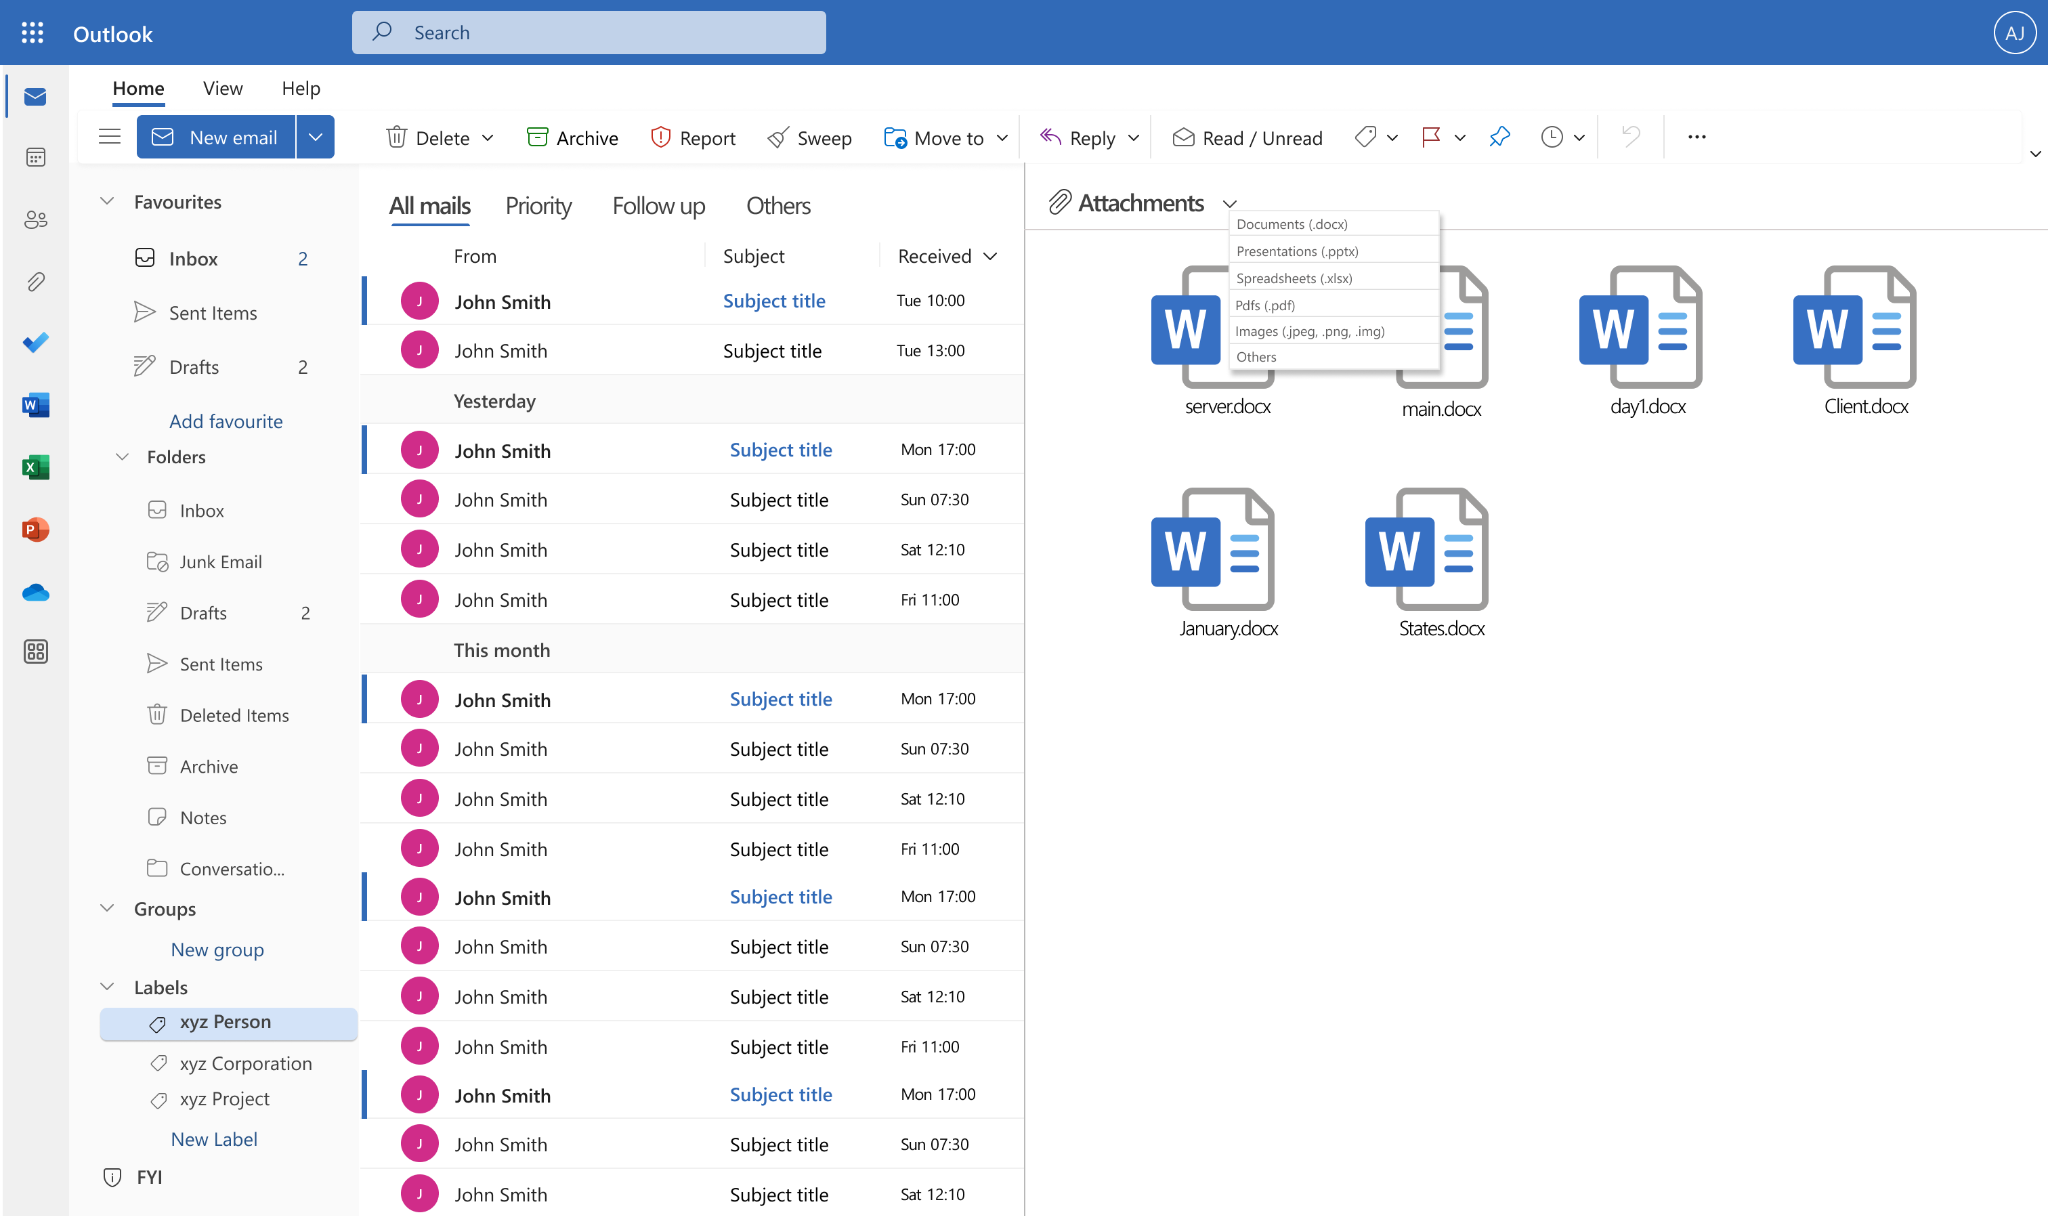 Outlook
Search
AJ
Home
View
Help
New email
Delete
Archive
Report
Sweep
Move to
Reply
Read / Unread
Favourites
Inbox 2
Sent Items
Drafts 2
Add favourite
Folders
Inbox
Junk Email
Drafts 2
Sent Items
Deleted Items
Archive
Notes
Conversatio...
Groups
New group
Labels
xyz Person
xyz Corporation
xyz Project
New Label
FYI
All mails
Priority
Follow up
Others
From Subject Received
J John Smith Subject title Tue 10:00
J John Smith Subject title Tue 13:00
Yesterday
J John Smith Subject title Mon 17:00
J John Smith Subject title Sun 07:30
J John Smith Subject title Sat 12:10
J John Smith Subject title Fri 11:00
This month
J John Smith Subject title Mon 17:00
J John Smith Subject title Sun 07:30
J John Smith Subject title Sat 12:10
J John Smith Subject title Fri 11:00
J John Smith Subject title Mon 17:00
J John Smith Subject title Sun 07:30
J John Smith Subject title Sat 12:10
J John Smith Subject title Fri 11:00
J John Smith Subject title Mon 17:00
J John Smith Subject title Sun 07:30
J John Smith Subject title Sat 12:10
Attachments
Documents (.docx)
Presentations (.pptx)
Spreadsheets (.xlsx)
Pdfs (.pdf)
Images (.jpeg, .png, .img)
Others
W W W
server.docx main.docx day1.docx Client.docx
W W
January.docx States.docx
W
X
P